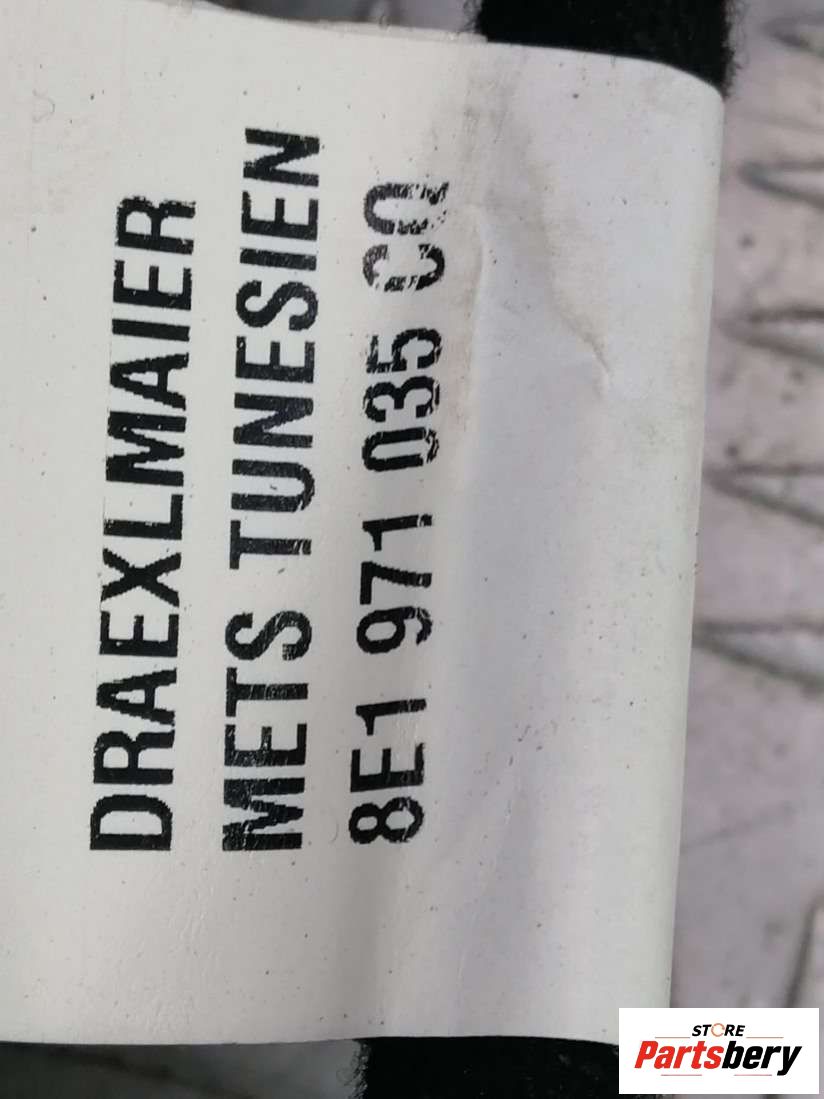 DRAEXLMAIER
METS TUNESIEN
8E1 971 035 CQ
STORE
Partsbery